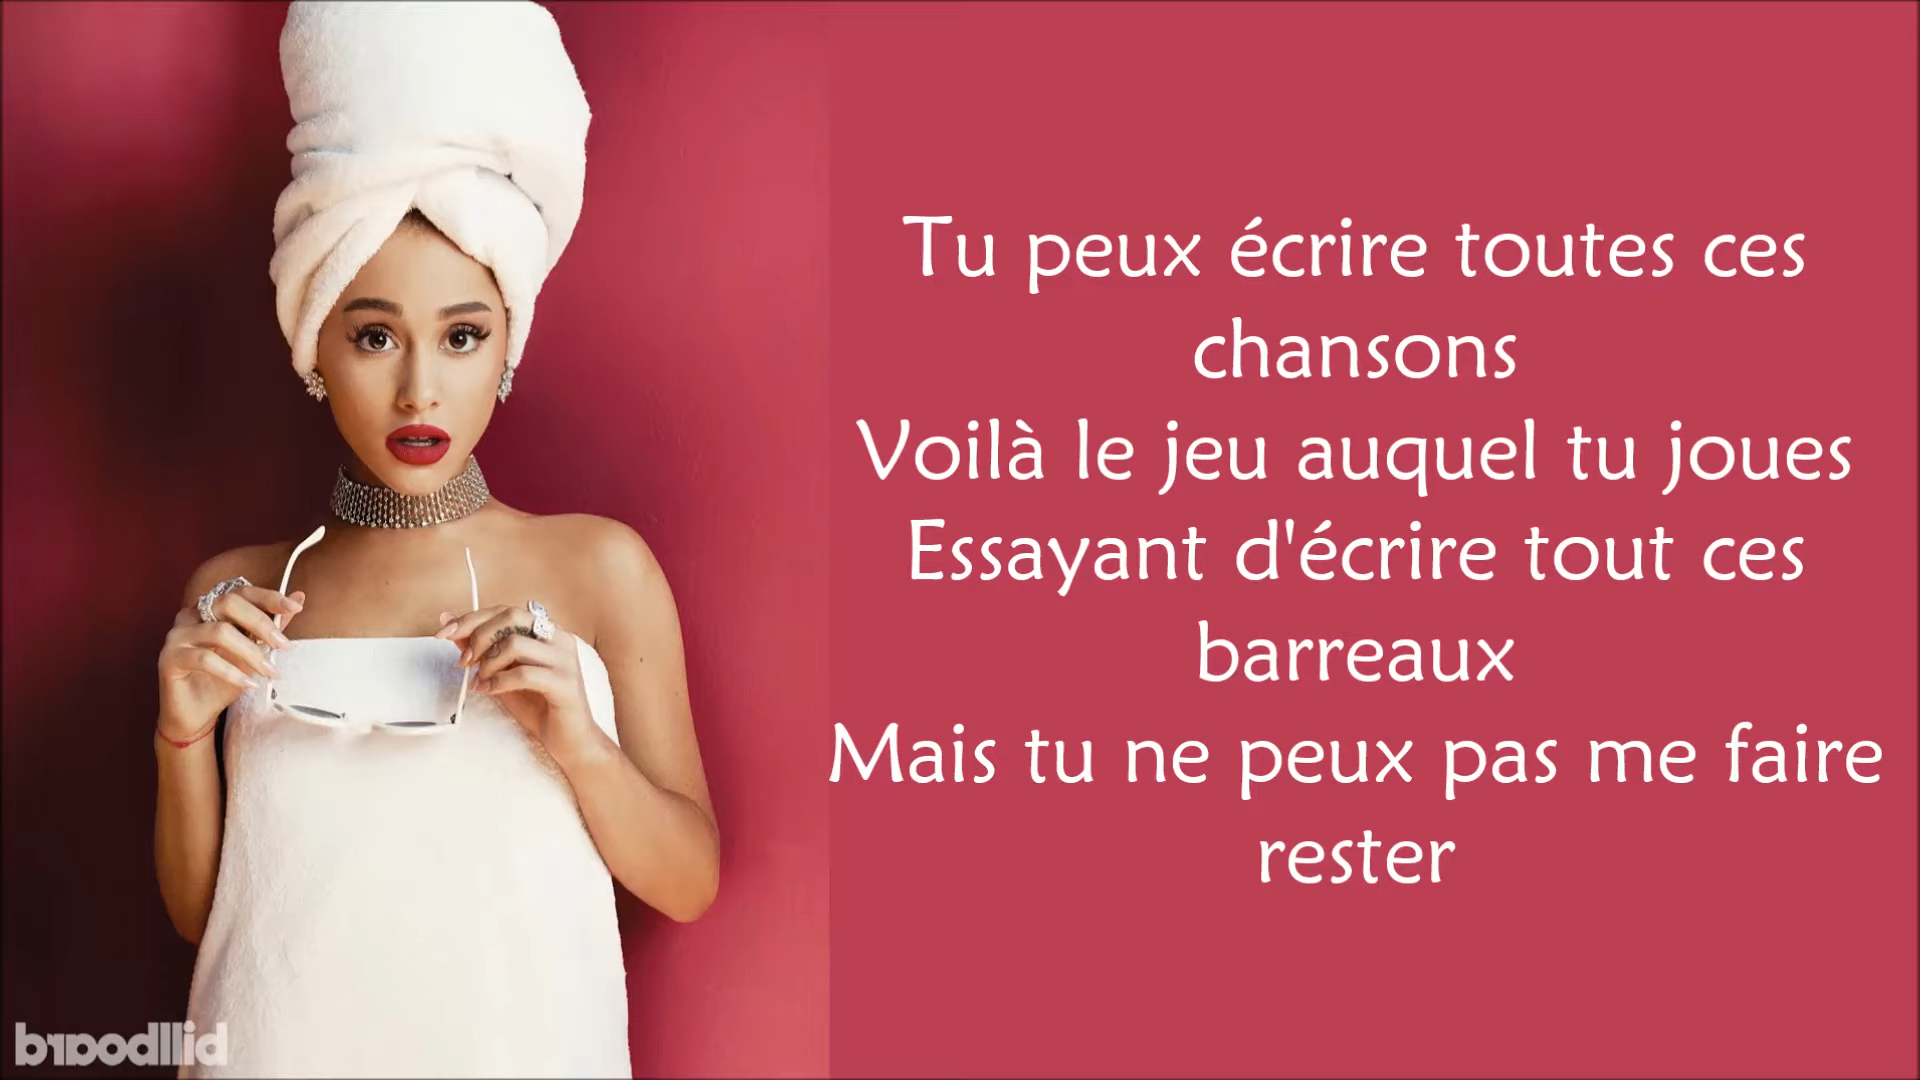 Tu peux écrire toutes ces
chansons
Voilà le jeu auquel tu joues
Essayant d'écrire tout ces
barreaux
Mais tu ne peux pas me faire
rester
billboard